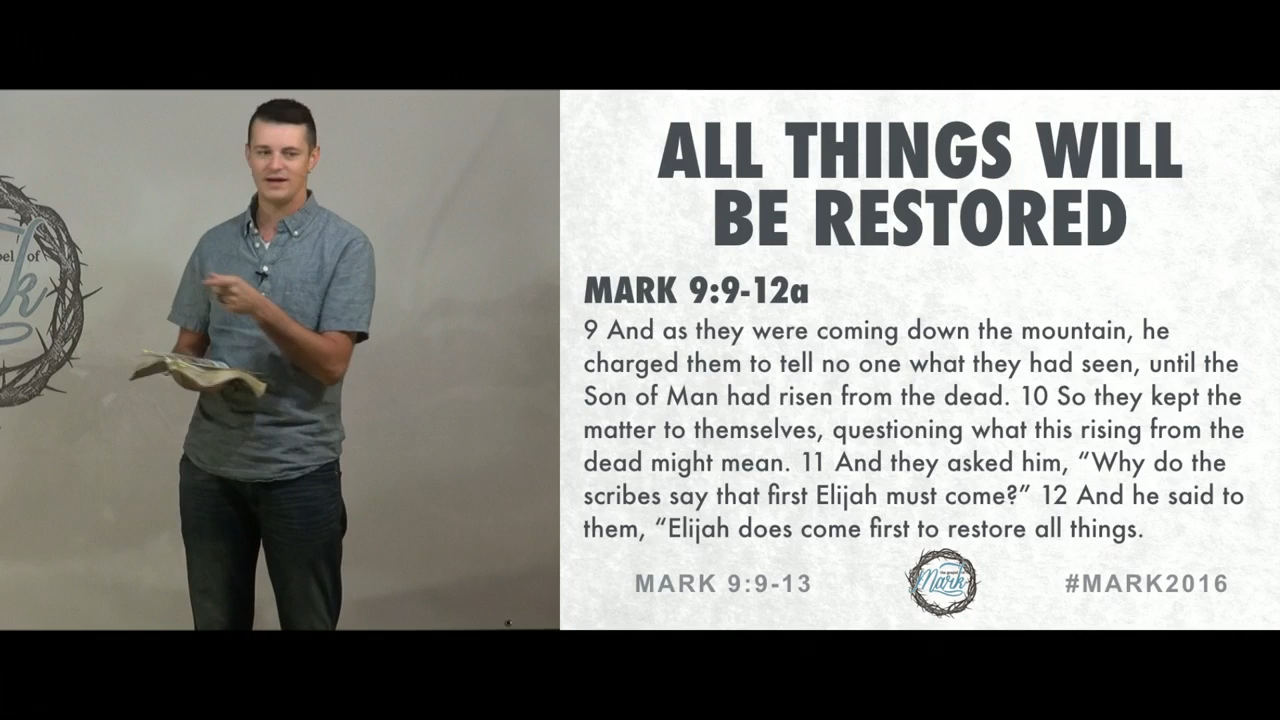 ALL THINGS WILL
BE RESTORED
MARK 9:9-12a
9 And as they were coming down the mountain, he
charged them to tell no one what they had seen, until the
Son of Man had risen from the dead. 10 So they kept the
matter to themselves, questioning what this rising from the
dead might mean. 11 And they asked him, “Why do the
scribes say that first Elijah must come?” 12 And he said to
them, “Elijah does come first to restore all things.
MARK 9:9-13
the gospel of
Mark
#MARK2016
of
k